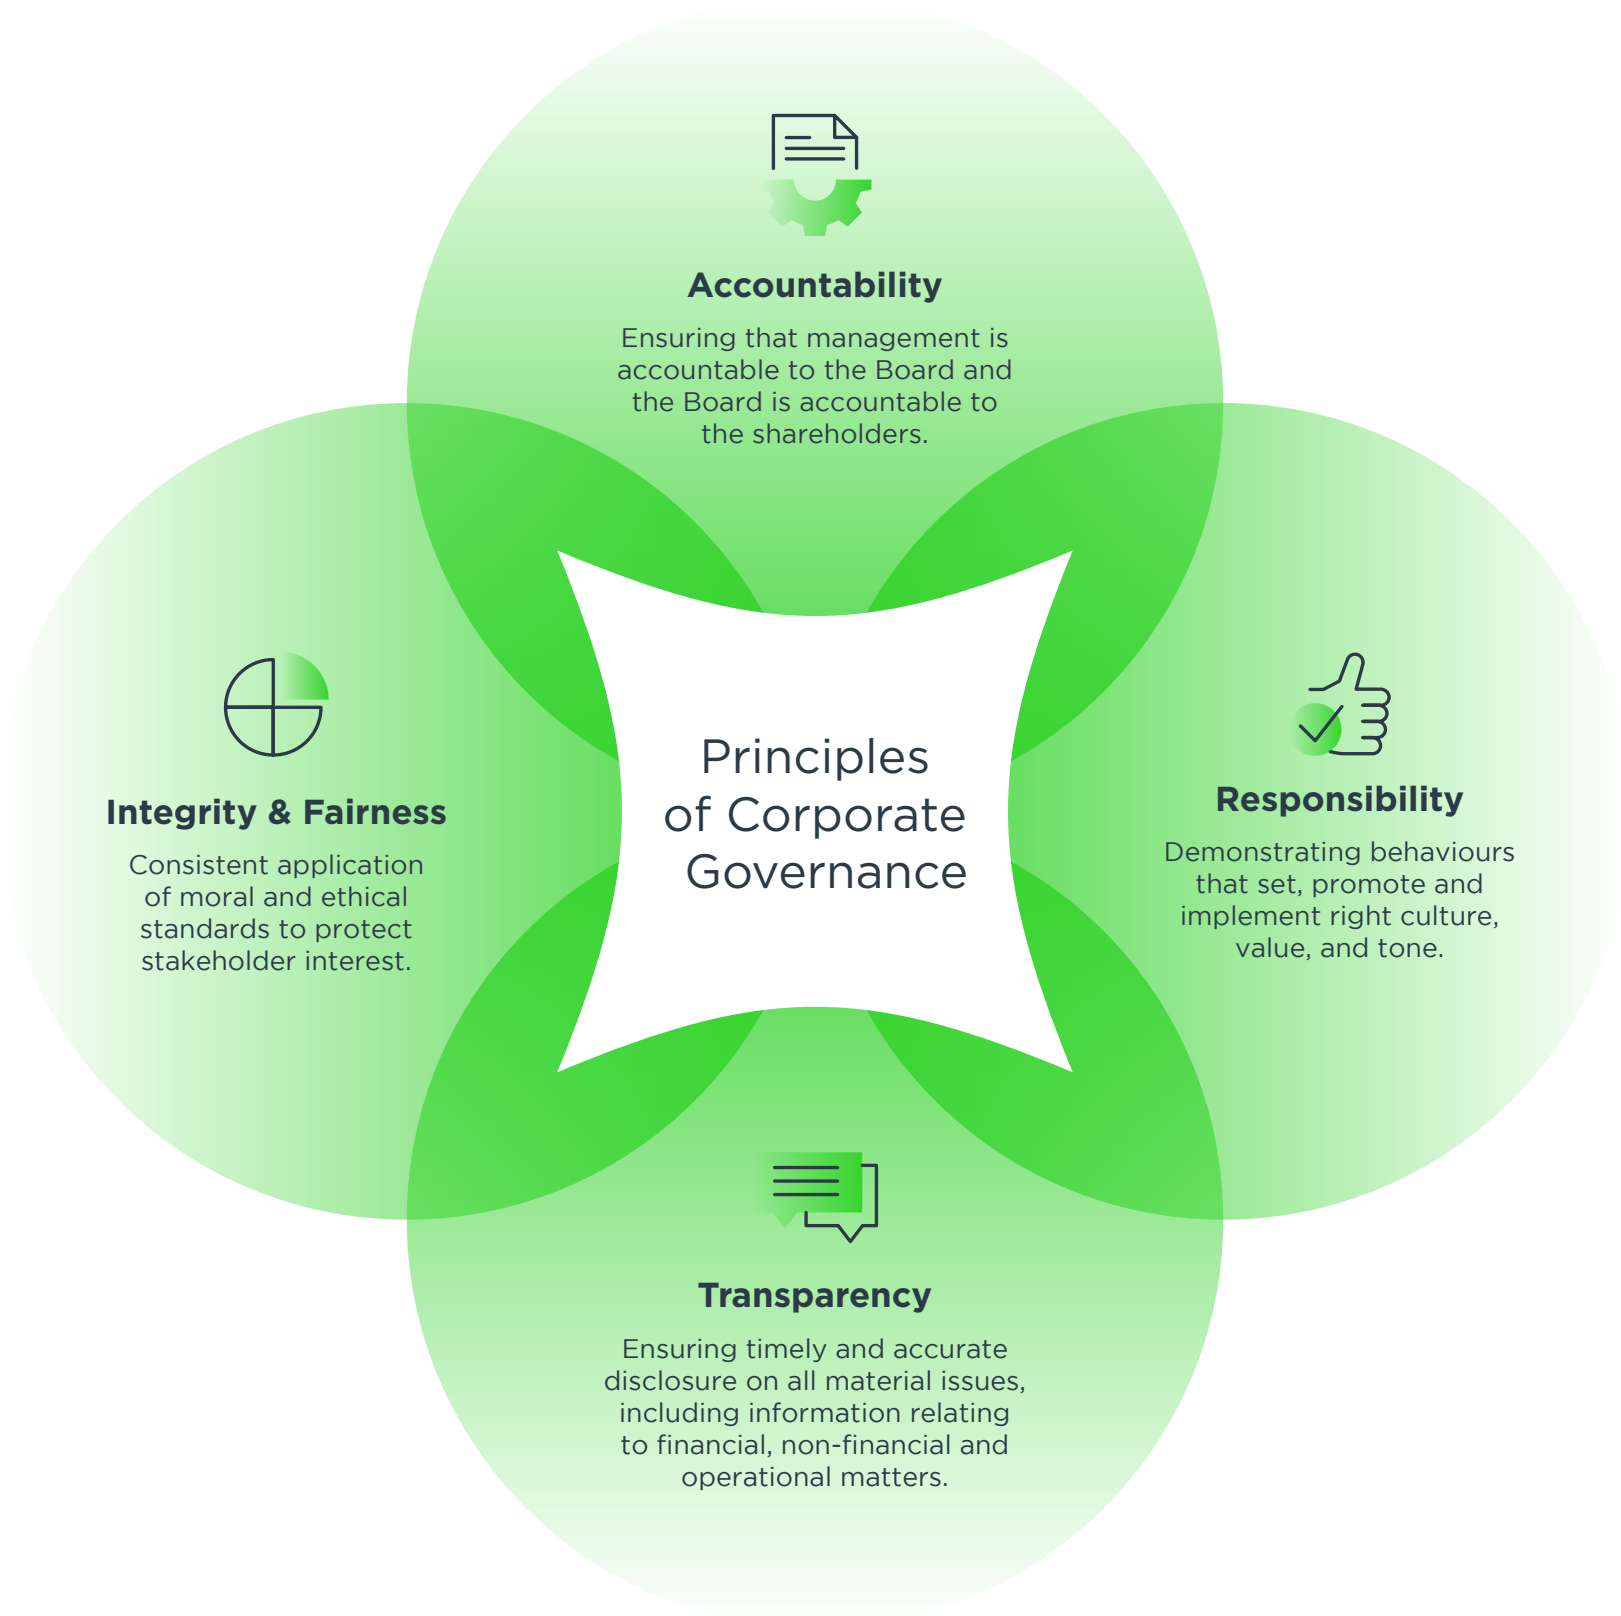 Accountability
Ensuring that management is
accountable to the Board and
the Board is accountable to
the shareholders.
Integrity & Fairness
Consistent application
of moral and ethical
standards to protect
stakeholder interest.
Principles
of Corporate
Governance
Responsibility
Demonstrating behaviours
that set, promote and
implement right culture,
value, and tone.
Transparency
Ensuring timely and accurate
disclosure on all material issues,
including information relating
to financial, non-financial and
operational matters.